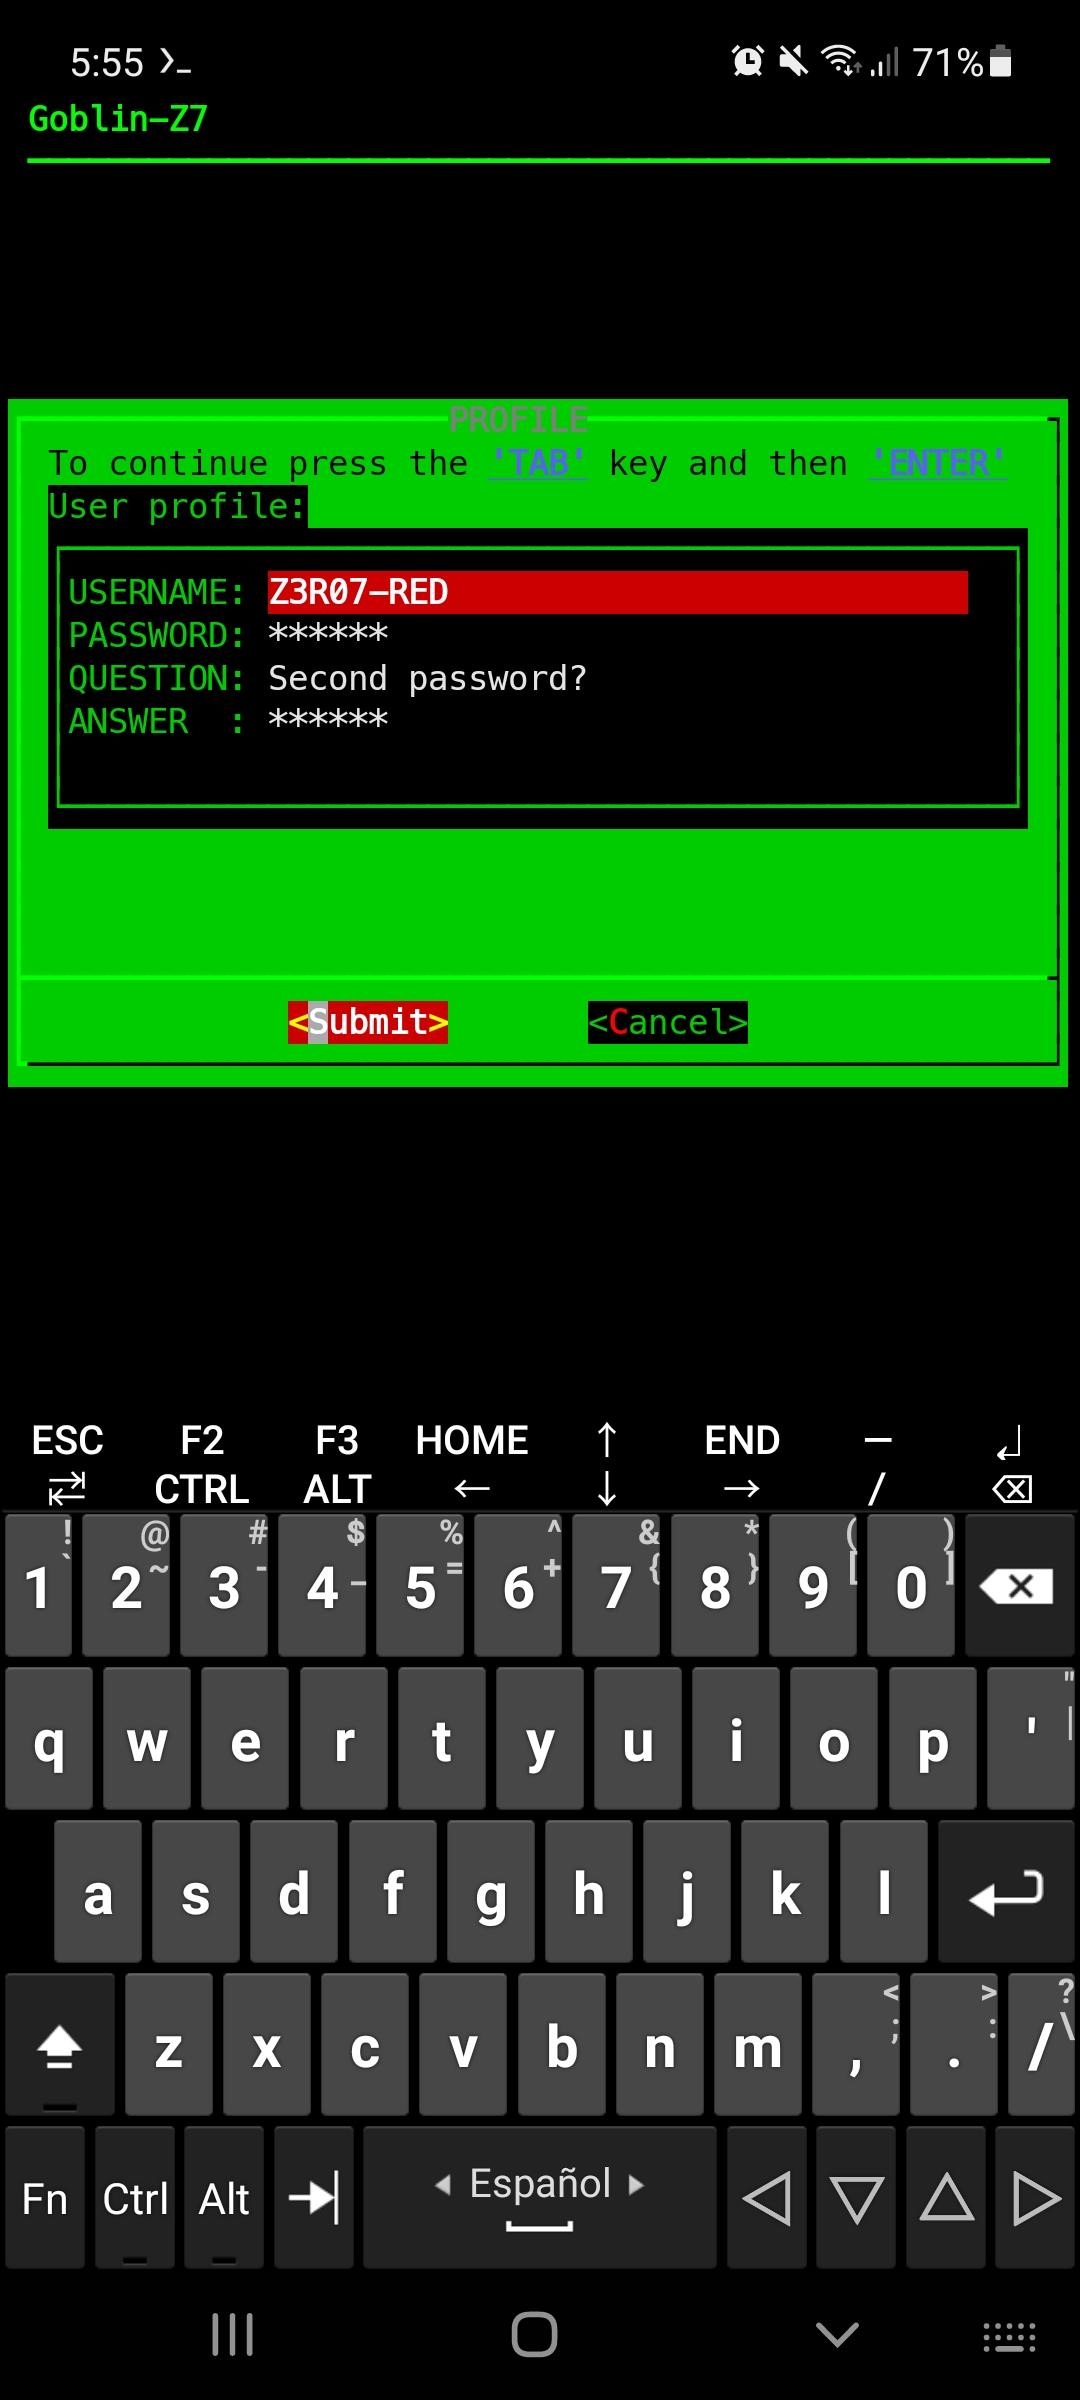 5:55 71%
Goblin-Z7
PROFILE
To continue press the 'TAB' key and then 'ENTER'
User profile:
USERNAME: Z3R07-RED
PASSWORD: ******
QUESTION: Second password?
ANSWER  : ******
<Submit> <Cancel>
ESC F2 F3 HOME ↑ END — ↲
⇄ CTRL ALT ← ↓ → / ⌫
! @ # $ % ^ & * ( )
` ~ - _ = + { } [ ]
1 2 3 4 5 6 7 8 9 0
"
|
q w e r t y u i o p '
a s d f g h j k l
< > ?
; : \
z x c v b n m , . /
Fn Ctrl Alt Español